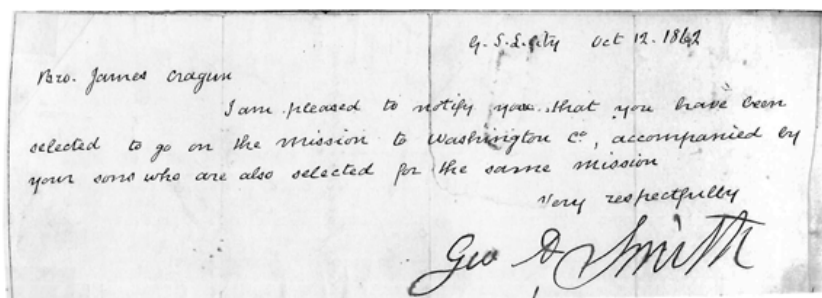 G. S. L. City Oct 12. 1862
Bro. James Cragun
I am pleased to notify you that you have been
selected to go on the mission to Washington Co, accompanied by
your sons who are also selected for the same mission
Very respectfully
Geo A Smith